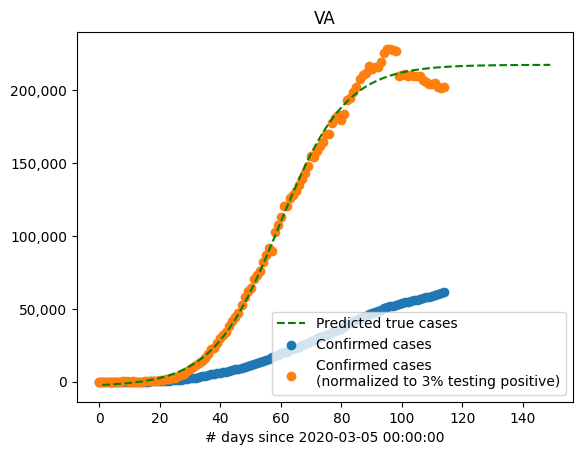 VA
200,000
150,000
100,000
50,000
0
Predicted true cases
Confirmed cases
Confirmed cases
(normalized to 3% testing positive)
0 20 40 60 80 100 120 140
# days since 2020-03-05 00:00:00